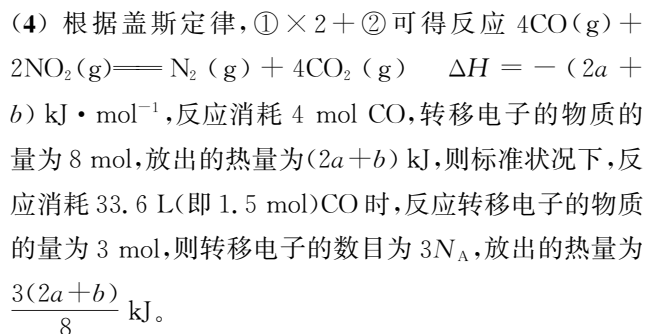 (4) 根据盖斯定律,①×2+②可得反应 4CO(g)+
2NO₂(g)══N₂(g)+4CO₂(g) ΔH=-(2a+
b) kJ·mol⁻¹,反应消耗 4 mol CO,转移电子的物质的
量为 8 mol,放出的热量为(2a+b) kJ,则标准状况下,反
应消耗 33.6 L(即 1.5 mol)CO 时,反应转移电子的物质
的量为 3 mol,则转移电子的数目为 3N_A,放出的热量为
3(2a+b)/8 kJ。